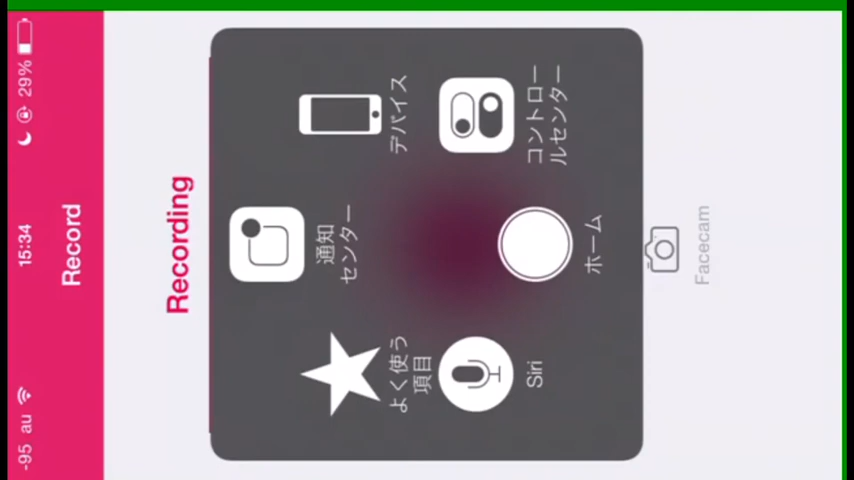 -95 au 15:34 29%
Record
Recording
通知
センター
よく使う
項目
デバイス
Siri
ホーム
コントロー
ルセンター
Facecam